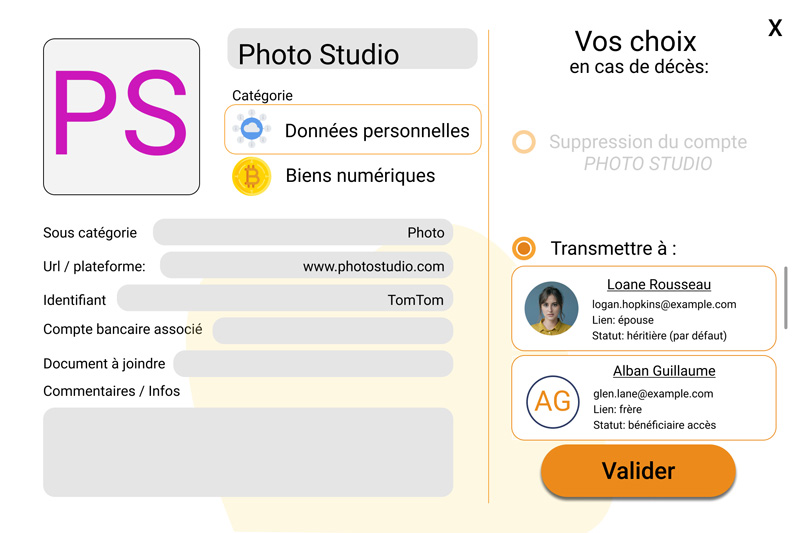 PS
Photo Studio
Catégorie
Données personnelles
Biens numériques
Sous catégorie Photo
Url / plateforme: www.photostudio.com
Identifiant TomTom
Compte bancaire associé
Document à joindre
Commentaires / Infos
X
Vos choix
en cas de décès:
Suppression du compte
PHOTO STUDIO
Transmettre à :
Loane Rousseau
logan.hopkins@example.com
Lien: épouse
Statut: héritière (par défaut)
AG
Alban Guillaume
glen.lane@example.com
Lien: frère
Statut: bénéficiaire accès
Valider